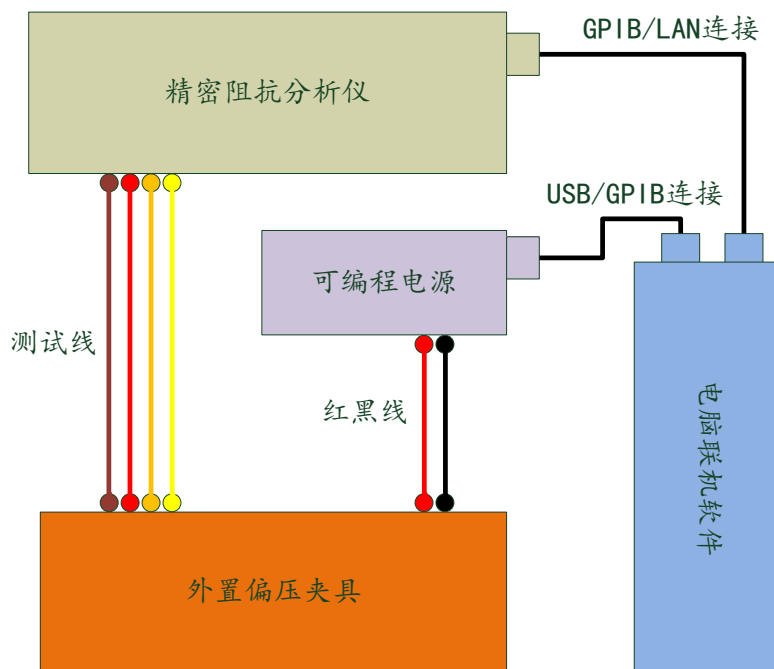 GPIB/LAN连接
精密阻抗分析仪
USB/GPIB连接
可编程电源
测试线
红黑线
电脑联机软件
外置偏压夹具